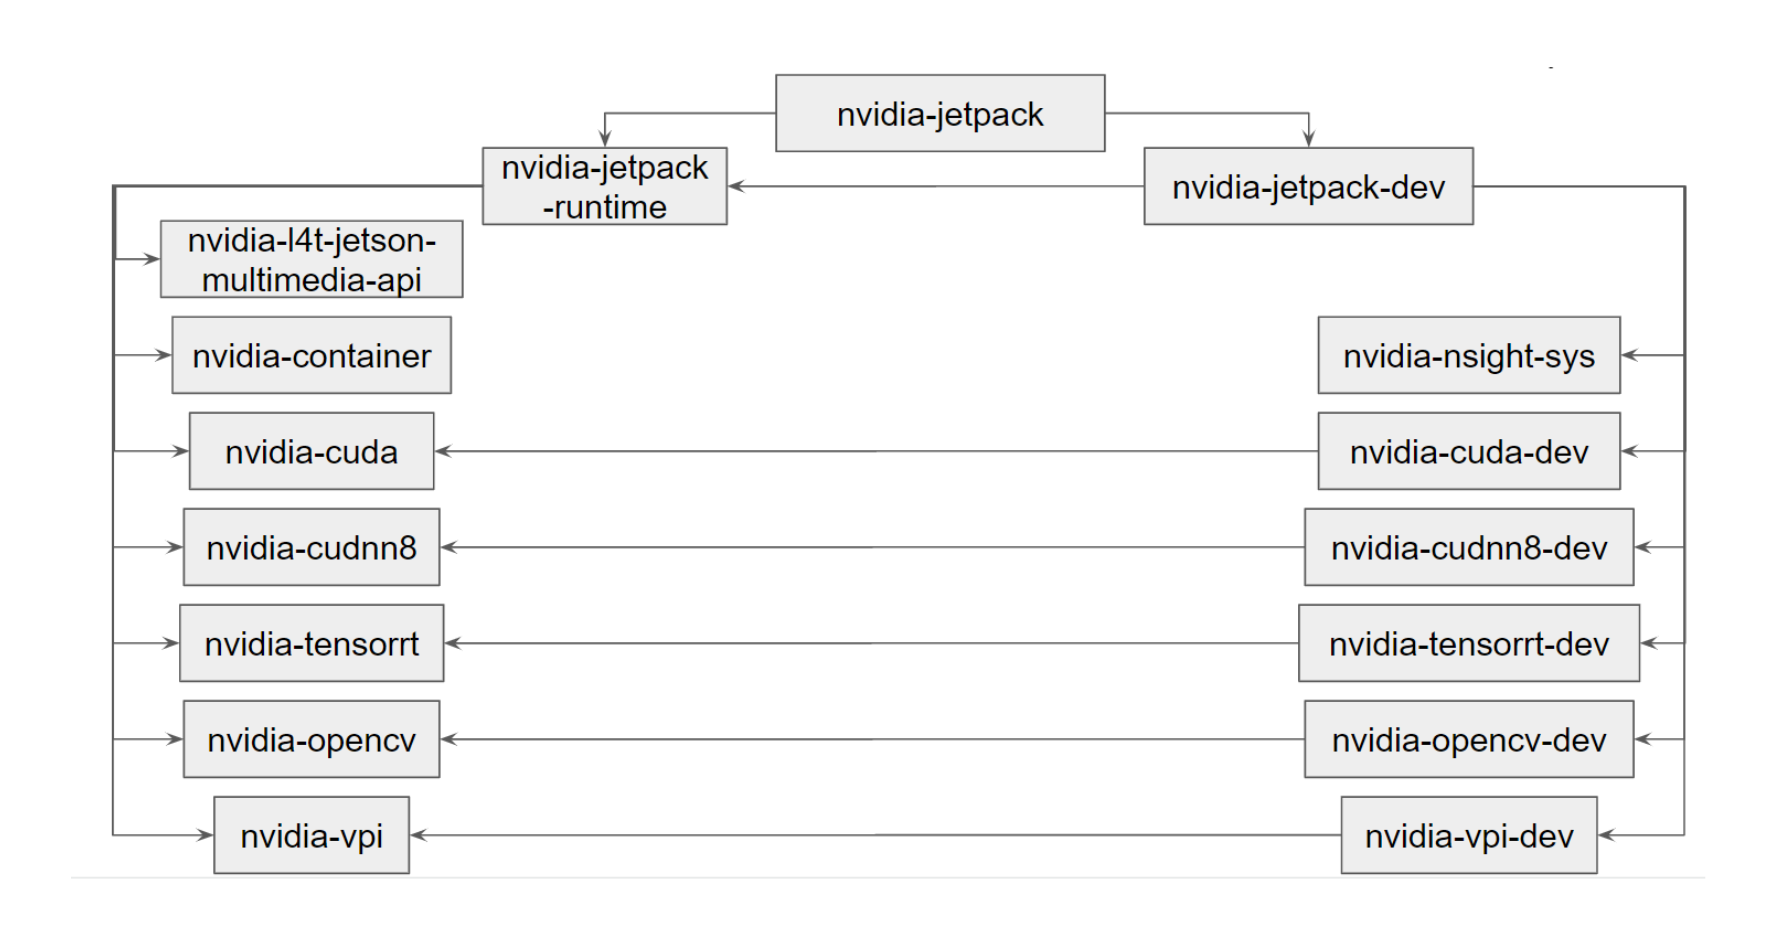 nvidia-jetpack
nvidia-jetpack
-runtime
nvidia-jetpack-dev
nvidia-l4t-jetson-
multimedia-api
nvidia-container
nvidia-nsight-sys
nvidia-cuda
nvidia-cuda-dev
nvidia-cudnn8
nvidia-cudnn8-dev
nvidia-tensorrt
nvidia-tensorrt-dev
nvidia-opencv
nvidia-opencv-dev
nvidia-vpi
nvidia-vpi-dev